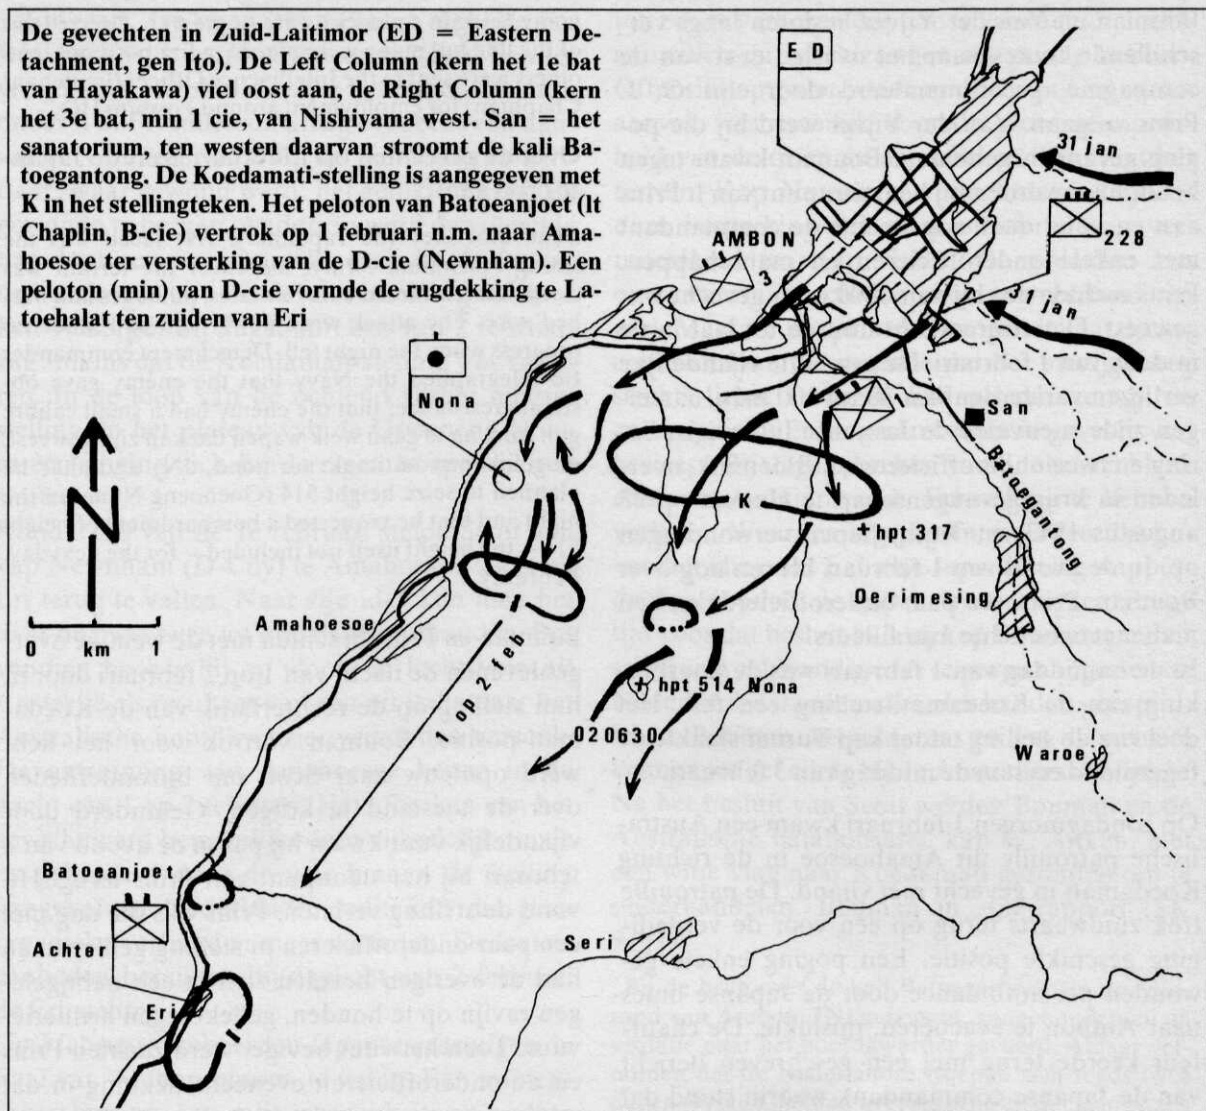 De gevechten in Zuid-Laitimor (ED = Eastern De-
tachment, gen Ito). De Left Column (kern het 1e bat
van Hayakawa) viel oost aan, de Right Column (kern
het 3e bat, min 1 cie, van Nishiyama west. San = het
sanatorium, ten westen daarvan stroomt de kali Ba-
toegantong. De Koedamati-stelling is aangegeven met
K in het stellingteken. Het peloton van Batoeanjoet (lt
Chaplin, B-cie) vertrok op 1 februari n.m. naar Ama-
hoesoe ter versterking van de D-cie (Newnham). Een
peloton (min) van D-cie vormde de rugdekking te La-
toehalat ten zuiden van Eri
ED
31 jan
228
AMBON
3
31 jan
Nona
San
Batoegantong
K
hpt 317
N
Oerimesing
Amahoesoe
0 km 1
1 op 2 feb
hpt 514 Nona
020630
Wares
Batoeanjoet
Achter
Seri
Eri